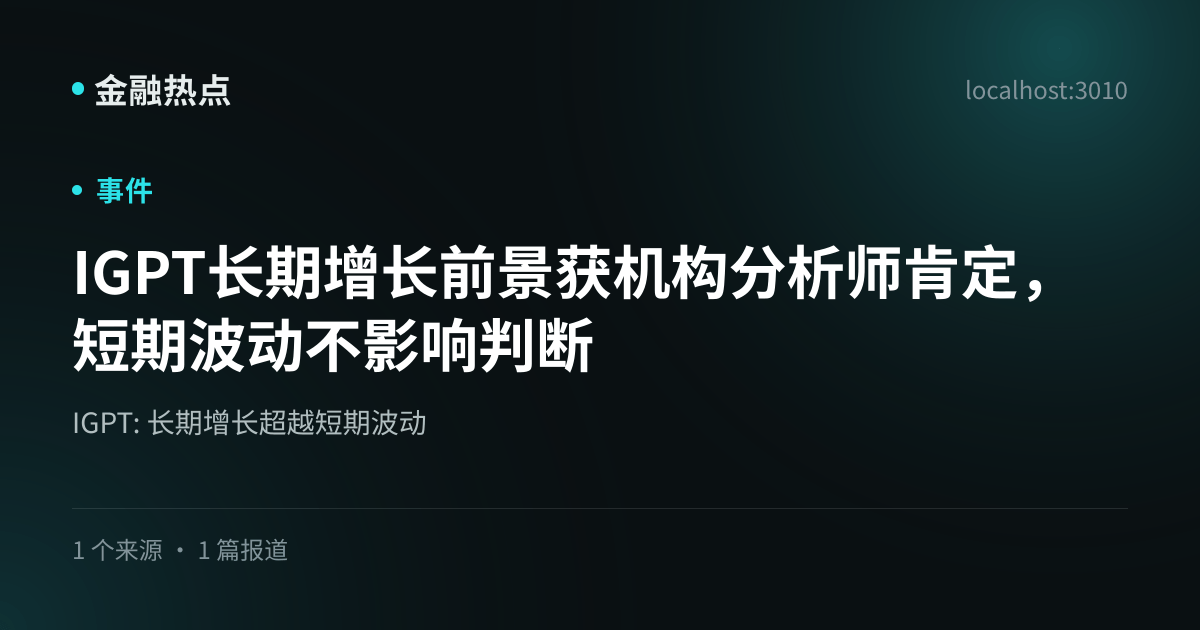 金融热点
localhost:3010
事件
IGPT长期增长前景获机构分析师肯定，
短期波动不影响判断
IGPT: 长期增长超越短期波动
1 个来源 · 1 篇报道